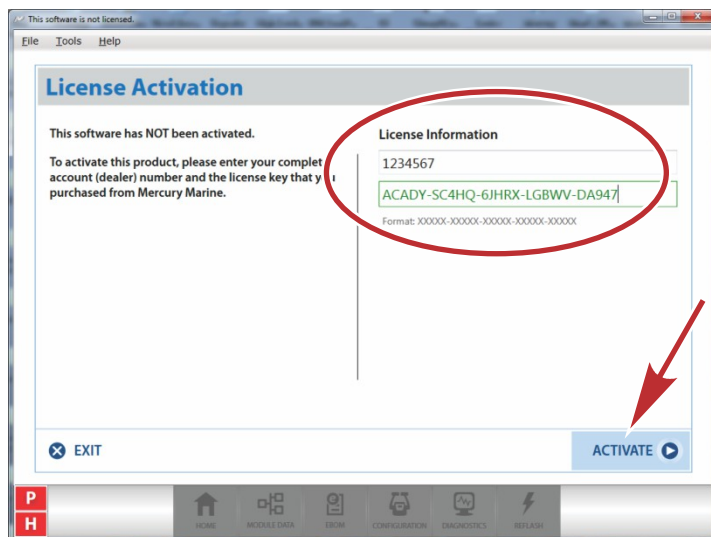 This software is not licensed.
File Tools Help
License Activation
This software has NOT been activated.
To activate this product, please enter your complet
account (dealer) number and the license key that y
purchased from Mercury Marine.
License Information
1234567
ACADY-SC4HQ-6JHRX-LGBWV-DA947
Format: XXXXX-XXXXX-XXXXX-XXXXX-XXXXX
EXIT
ACTIVATE
P
H
HOME MODULE DATA EROM CONFIGURATION DIAGNOSTICS REFLASH